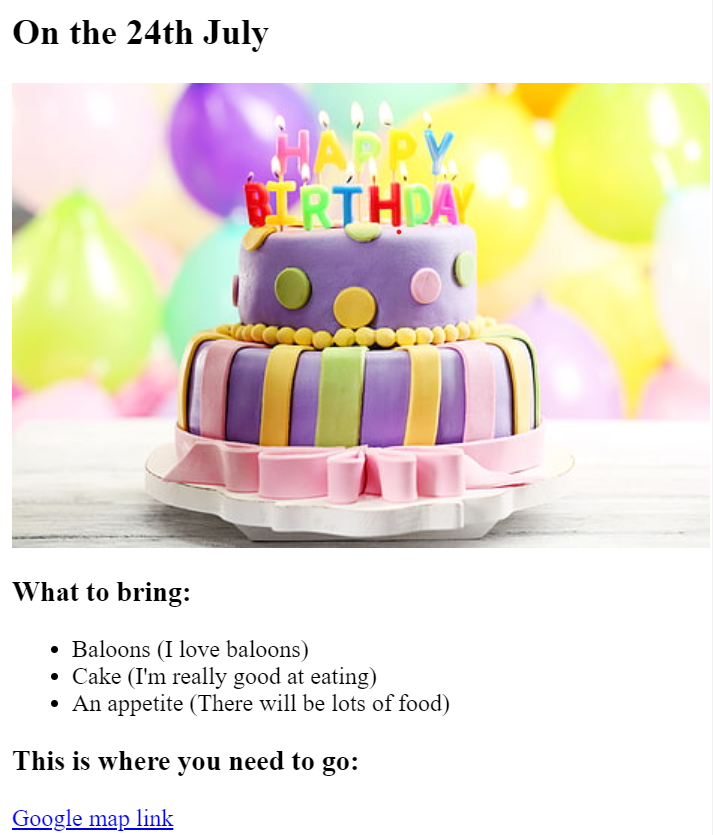 On the 24th July
HAPPY
BIRTHDAY
What to bring:
Baloons (I love baloons)
Cake (I'm really good at eating)
An appetite (There will be lots of food)
This is where you need to go:
Google map link